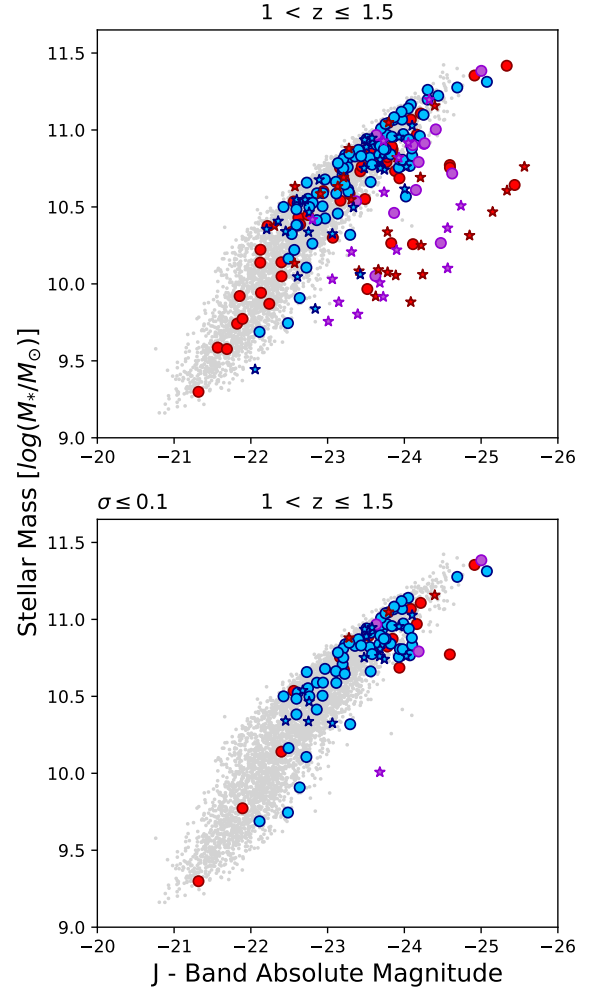 1 < z ≤ 1.5
11.5
11.0
10.5
10.0
9.5
9.0
−20 −21 −22 −23 −24 −25 −26
Stellar Mass [log(M*/M⊙)]
σ ≤ 0.1 1 < z ≤ 1.5
11.5
11.0
10.5
10.0
9.5
9.0
−20 −21 −22 −23 −24 −25 −26
J - Band Absolute Magnitude